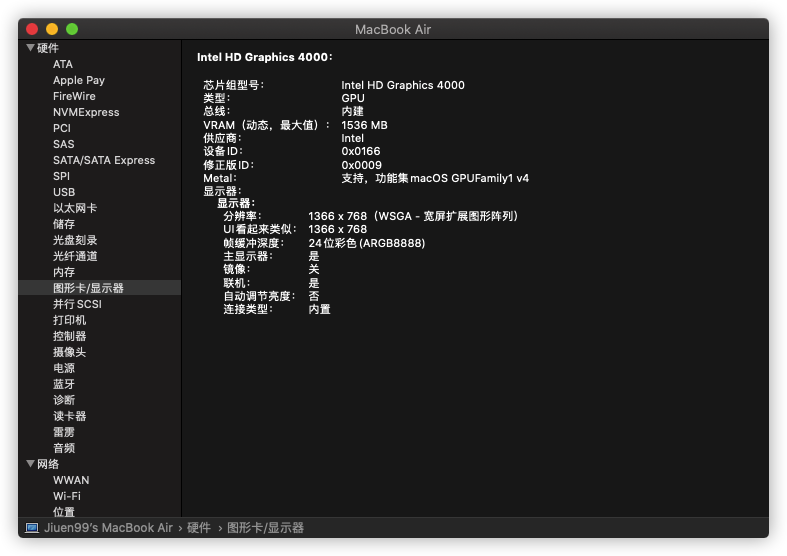 MacBook Air
硬件
ATA
Apple Pay
FireWire
NVMExpress
PCI
SAS
SATA/SATA Express
SPI
USB
以太网卡
储存
光盘刻录
光纤通道
内存
图形卡/显示器
并行SCSI
打印机
控制器
摄像头
电源
蓝牙
诊断
读卡器
雷雳
音频
网络
WWAN
Wi-Fi
位置
Intel HD Graphics 4000：
芯片组型号： Intel HD Graphics 4000
类型： GPU
总线： 内建
VRAM（动态，最大值）： 1536 MB
供应商： Intel
设备ID： 0x0166
修正版ID： 0x0009
Metal： 支持，功能集macOS GPUFamily1 v4
显示器：
显示器：
分辨率： 1366 x 768（WSGA - 宽屏扩展图形阵列）
UI看起来类似： 1366 x 768
帧缓冲深度： 24位彩色(ARGB8888)
主显示器： 是
镜像： 关
联机： 是
自动调节亮度： 否
连接类型： 内置
Jiuen99's MacBook Air › 硬件 › 图形卡/显示器